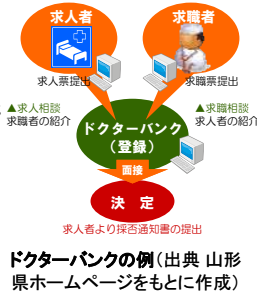 求人者
求職者
求人票提出
求職票提出
▲求人相談
求職者の紹介
▲求職相談
求人者の紹介
ドクターバンク
（登録）
面接
決 定
求人者より採否通知書の提出
ドクターバンクの例（出典 山形
県ホームページをもとに作成）